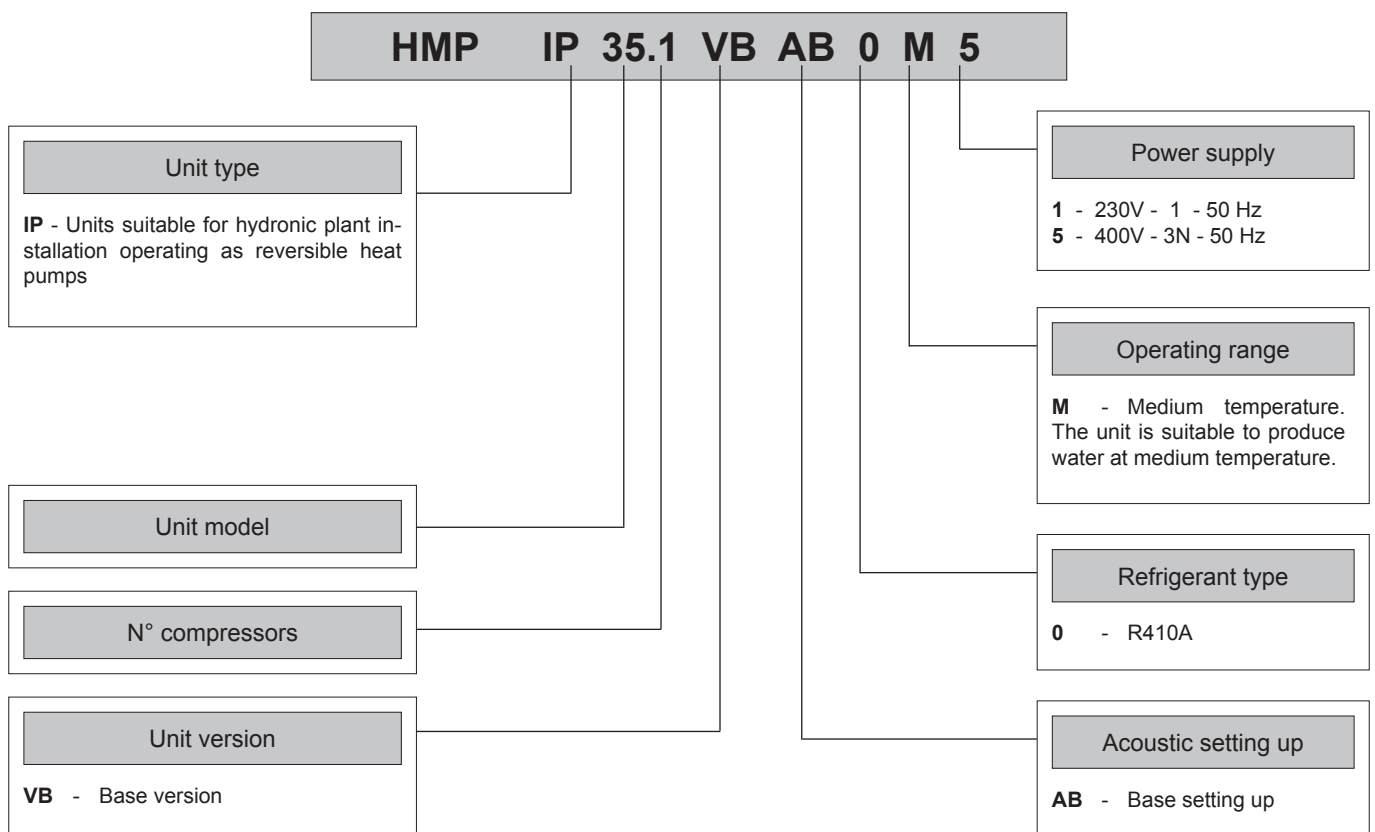 HMP IP 35.1 VB AB 0 M 5
Unit type
IP - Units suitable for hydronic plant in-
stallation operating as reversible heat
pumps
Unit model
N° compressors
Unit version
VB - Base version
Power supply
1 - 230V - 1 - 50 Hz
5 - 400V - 3N - 50 Hz
Operating range
M - Medium temperature.
The unit is suitable to produce
water at medium temperature.
Refrigerant type
0 - R410A
Acoustic setting up
AB - Base setting up